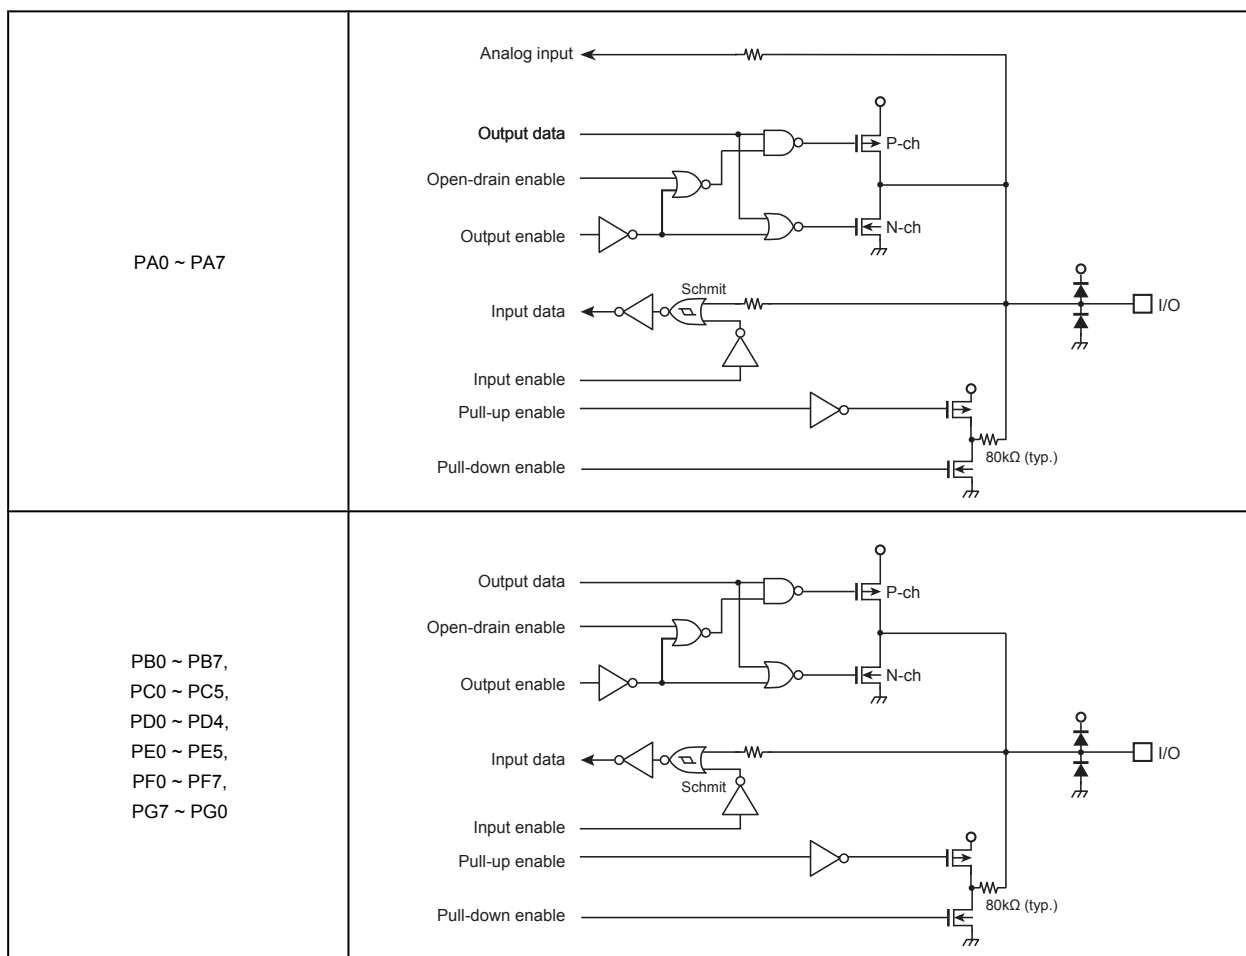 Analog input
Output data
P-ch
Open-drain enable
Output enable
N-ch
PA0 ~ PA7
Schmit
Input data
I/O
Input enable
Pull-up enable
80kΩ (typ.)
Pull-down enable
Output data
P-ch
Open-drain enable
Output enable
N-ch
PB0 ~ PB7,
PC0 ~ PC5,
PD0 ~ PD4,
PE0 ~ PE5,
PF0 ~ PF7,
PG7 ~ PG0
Input data
I/O
Schmit
Input enable
Pull-up enable
80kΩ (typ.)
Pull-down enable